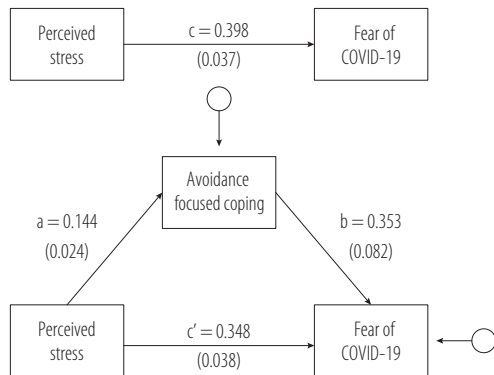 Perceived
stress
c = 0.398
(0.037)
Fear of
COVID-19
Avoidance
focused coping
a = 0.144
(0.024)
b = 0.353
(0.082)
Perceived
stress
c’ = 0.348
(0.038)
Fear of
COVID-19